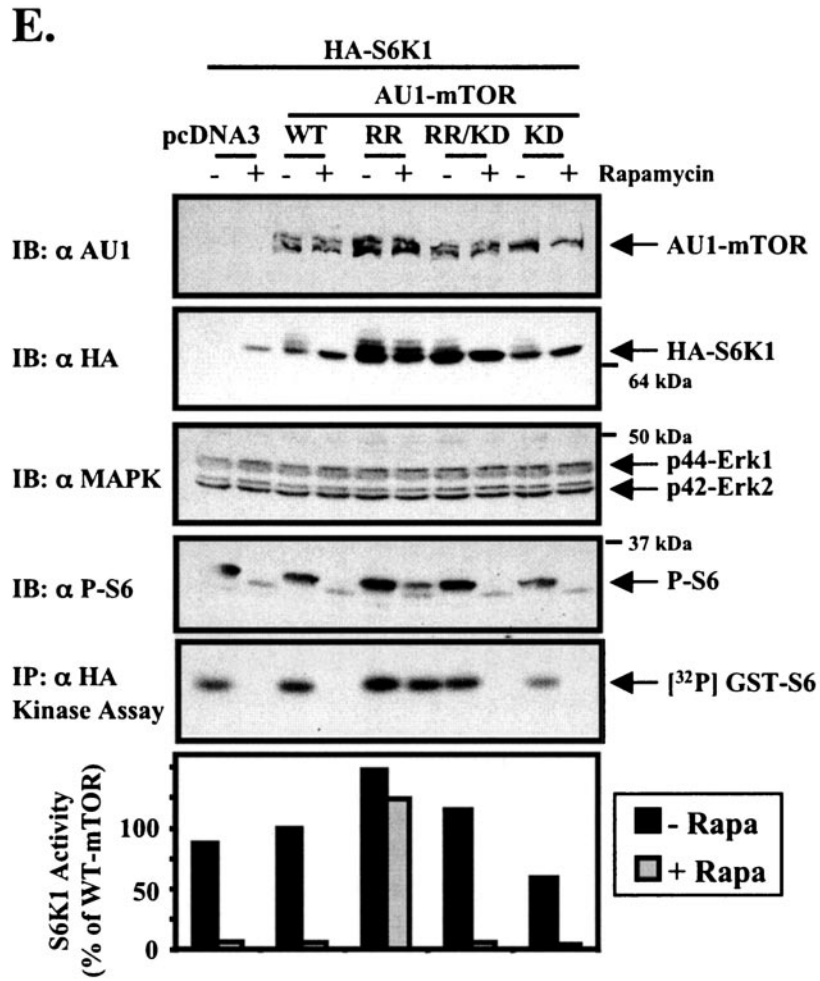 E.
HA-S6K1
AU1-mTOR
pcDNA3 WT RR RR/KD KD
- + - + - + - + - + Rapamycin
IB: α AU1
AU1-mTOR
IB: α HA
HA-S6K1
64 kDa
50 kDa
IB: α MAPK
p44-Erk1
p42-Erk2
37 kDa
IB: α P-S6
P-S6
IP: α HA
Kinase Assay
[³²P] GST-S6
S6K1 Activity
(% of WT-mTOR)
100
50
0
- Rapa
+ Rapa